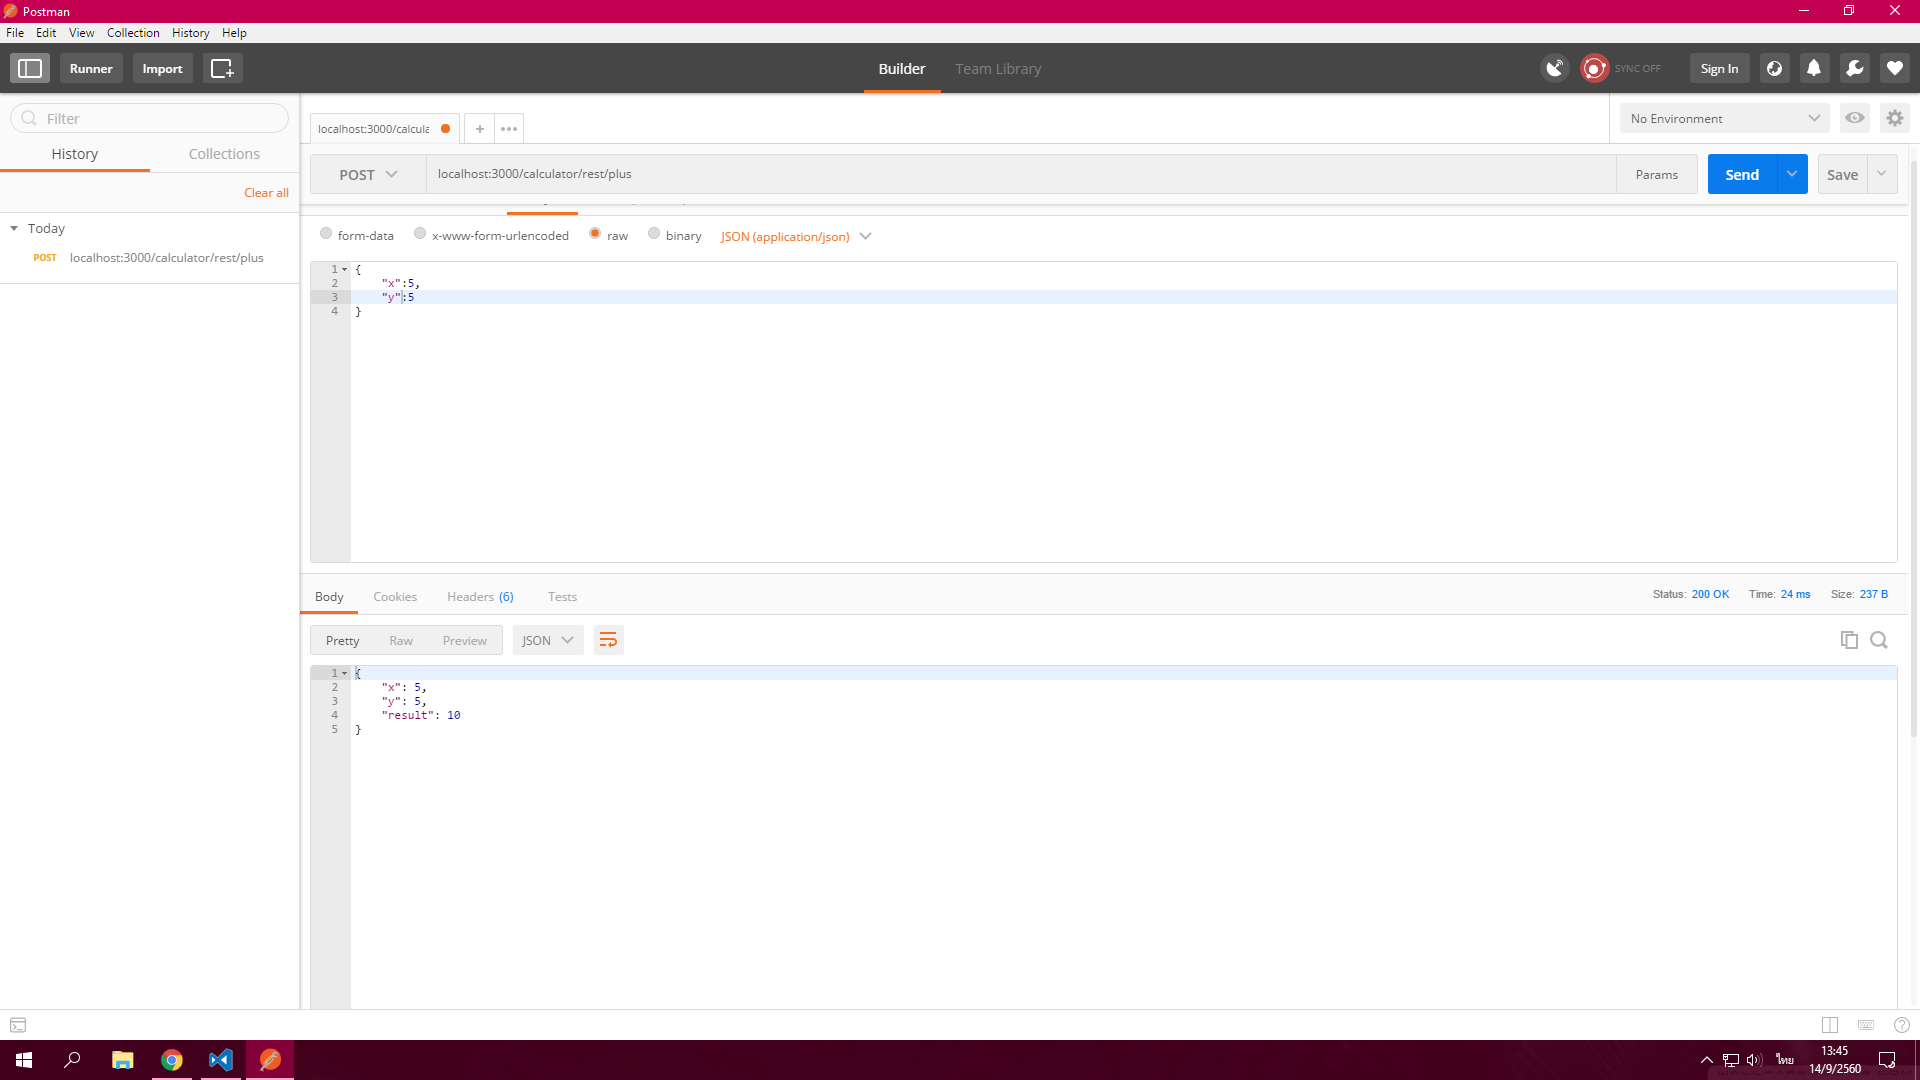 Postman
File Edit View Collection History Help
Runner Import Builder Team Library SYNC OFF Sign In
Filter
History Collections
Clear all
Today
POST localhost:3000/calculator/rest/plus
localhost:3000/calcula
No Environment
POST localhost:3000/calculator/rest/plus Params Send Save
form-data x-www-form-urlencoded raw binary JSON (application/json)
1 {
2 "x":5,
3 "y":5
4 }
Body Cookies Headers (6) Tests Status: 200 OK Time: 24 ms Size: 237 B
Pretty Raw Preview JSON
1 {
2 "x": 5,
3 "y": 5,
4 "result": 10
5 }
ไทย
13:45
14/9/2560